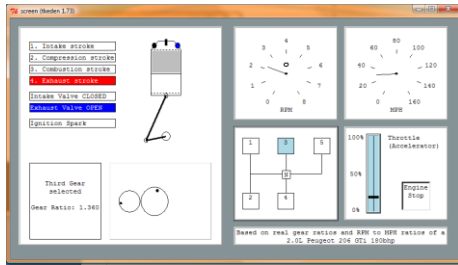 screen (tkeden 1.73)
1. Intake stroke
2. Compression stroke
3. Combustion stroke
4. Exhaust stroke
Intake Valve CLOSED
Exhaust Valve OPEN
Ignition Spark
Third Gear
selected
Gear Ratio: 1.360
0 1 2 3 4 5 6 7 8
RPM
0 20 40 60 80 100 120 140 160
MPH
1 3 5
N
2 4
100%
50%
0%
Throttle
(Accelerator)
Engine
Stop
Based on real gear ratios and RPM to MPH ratios of a
2.0L Peugeot 206 GTi 180bhp